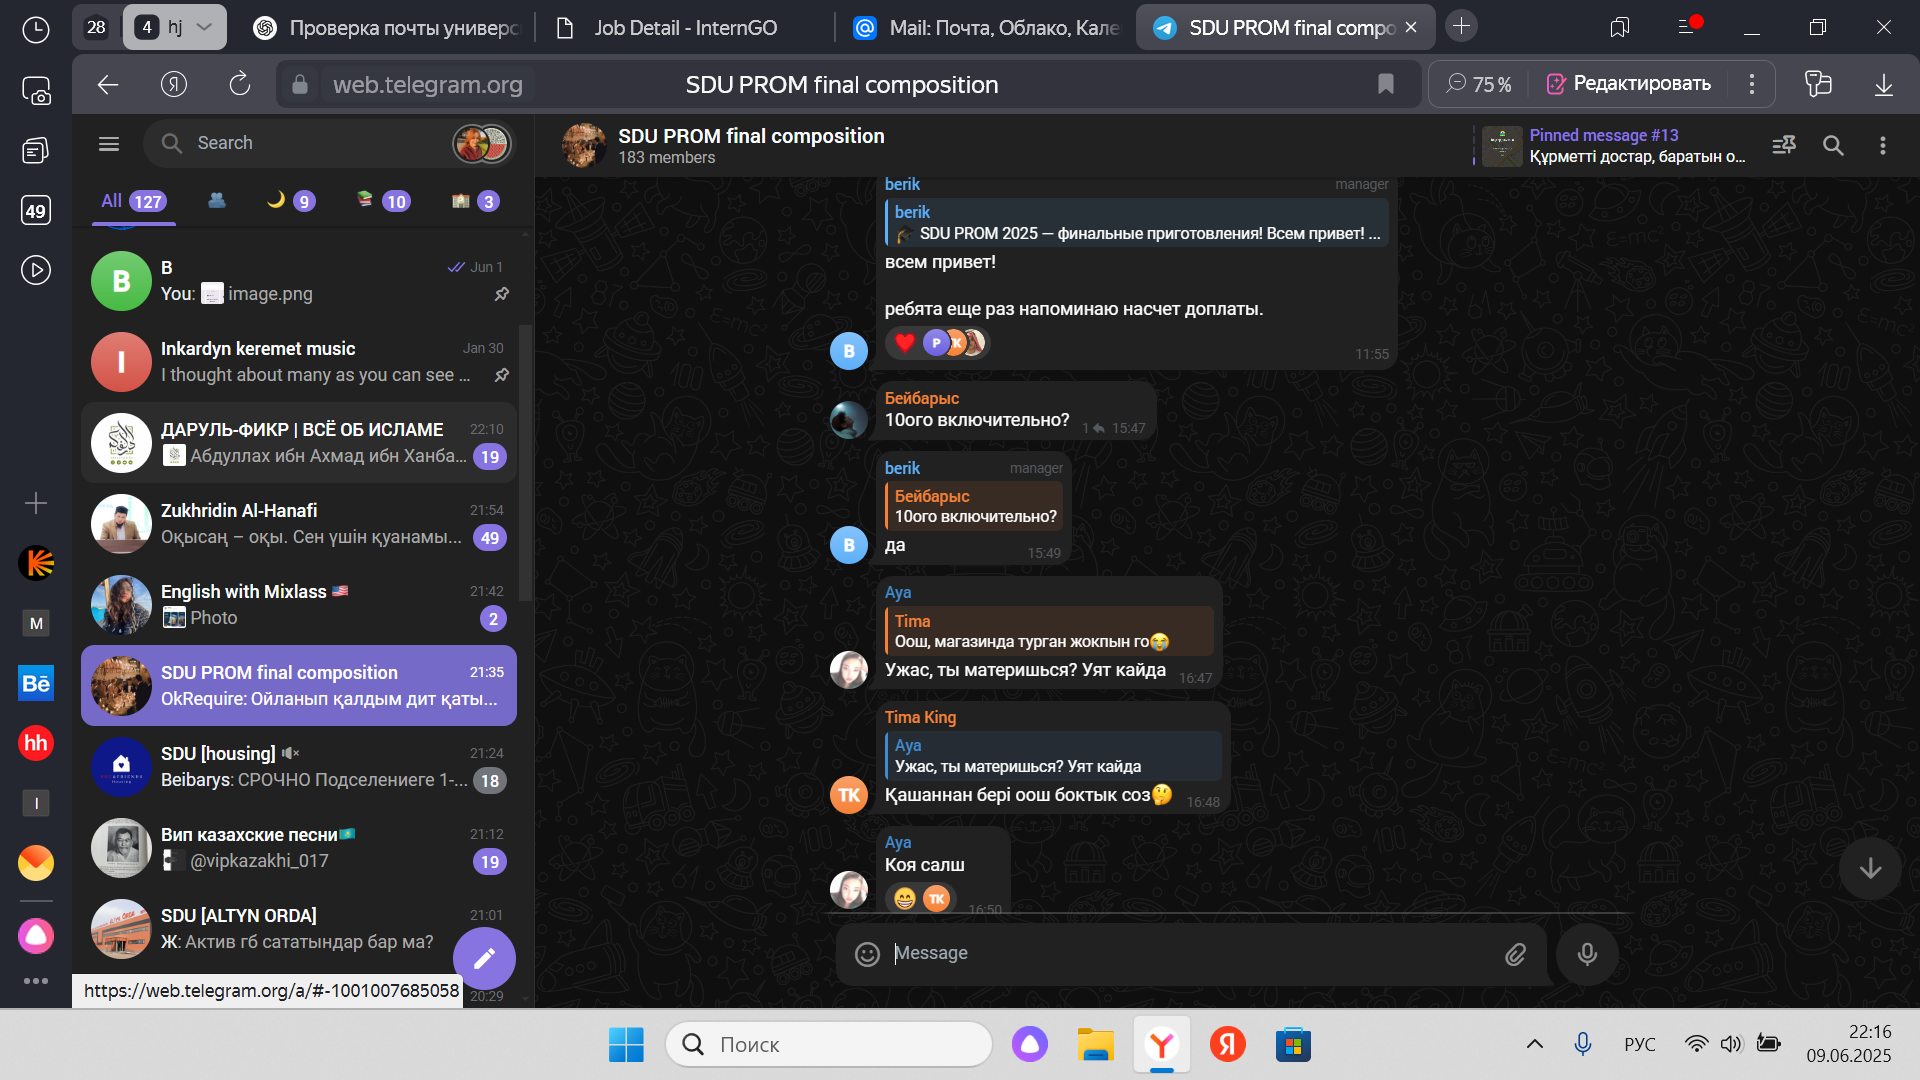 28
4 hj
Проверка почты универс
Job Detail - InternGO
Mail: Почта, Облако, Кале
SDU PROM final compo
web.telegram.org
SDU PROM final composition
75 %
Редактировать
49
M
Bē
hh
I
Search
All 127
9
10
3
B
Jun 1
You: image.png
Inkardyn keremet music
Jan 30
I thought about many as you can see ...
ДАРУЛЬ-ФИКР | ВСЁ ОБ ИСЛАМЕ
22:10
Абдуллах ибн Ахмад ибн Ханба...
19
Zukhridin Al-Hanafi
21:54
Оқысаң – оқы. Сен үшін қуанамы...
49
English with Mixlass
21:42
Photo
2
SDU PROM final composition
21:35
OkRequire: Ойланып қалдым дит қаты...
SDU [housing]
21:24
Beibarys: СРОЧНО Подселениеге 1-...
18
Вип казахские песни
21:12
@vipkazakhi_017
19
SDU [ALTYN ORDA]
21:01
Ж: Актив гб сататындар бар ма?
20:29
https://web.telegram.org/a/#-1001007685058
SDU PROM final composition
183 members
Pinned message #13
Құрметті достар, баратын о...
berik
manager
berik
SDU PROM 2025 — финальные приготовления! Всем привет! ...
всем привет!
ребята еще раз напоминаю насчет доплаты.
P
11:55
B
Бейбарыс
10ого включительно?
1
15:47
berik
manager
Бейбарыс
10ого включительно?
да
15:49
B
Aya
Tima
Оош, магазинда турган жокпын го
Ужас, ты материшься? Уят кайда
16:47
Tima King
Aya
Ужас, ты материшься? Уят кайда
Қашаннан бері оош боктык соз
16:48
TK
Aya
Коя салш
TK
16:50
Message
Поиск
РУС
22:16
09.06.2025